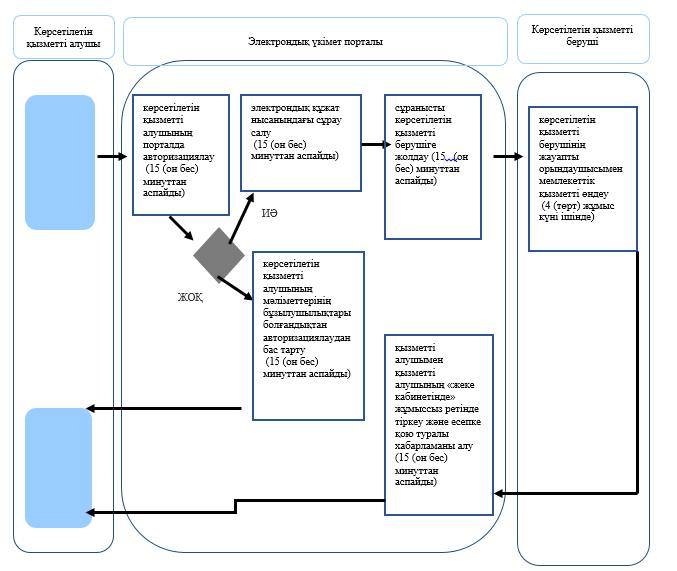 Көрсетілетін
қызметті алушы
Электрондық үкімет порталы
Көрсетілетін қызметті
беруші
көрсетілетін
қызметті
алушының
порталда
авторизациялау
(15 (он бес)
минуттан
аспайды)
электрондық құжат
нысанындағы сұрау
салу
(15 (он бес)
минуттан аспайды)
сұранысты
көрсетілетін
қызметті
берушіге
жолдау (15 (он
бес) минуттан
аспайды)
көрсетілетін
қызметті
берушінің
жауапты
орындаушысымен
мемлекеттік
қызметті өңдеу
(4 (төрт) жұмыс
күні ішінде)
ИӘ
ЖОҚ
көрсетілетін
қызметті
алушының
мәліметтерінің
бұзылушылықтары
болғандықтан
авторизациялаудан
бас тарту
(15 (он бес)
минуттан аспайды)
қызметті
алушымен
қызметті
алушының «жеке
кабинетінде»
жұмыссыз ретінде
тіркеу және есепке
қою туралы
хабарламаны алу
(15 (он бес)
минуттан
аспайды)